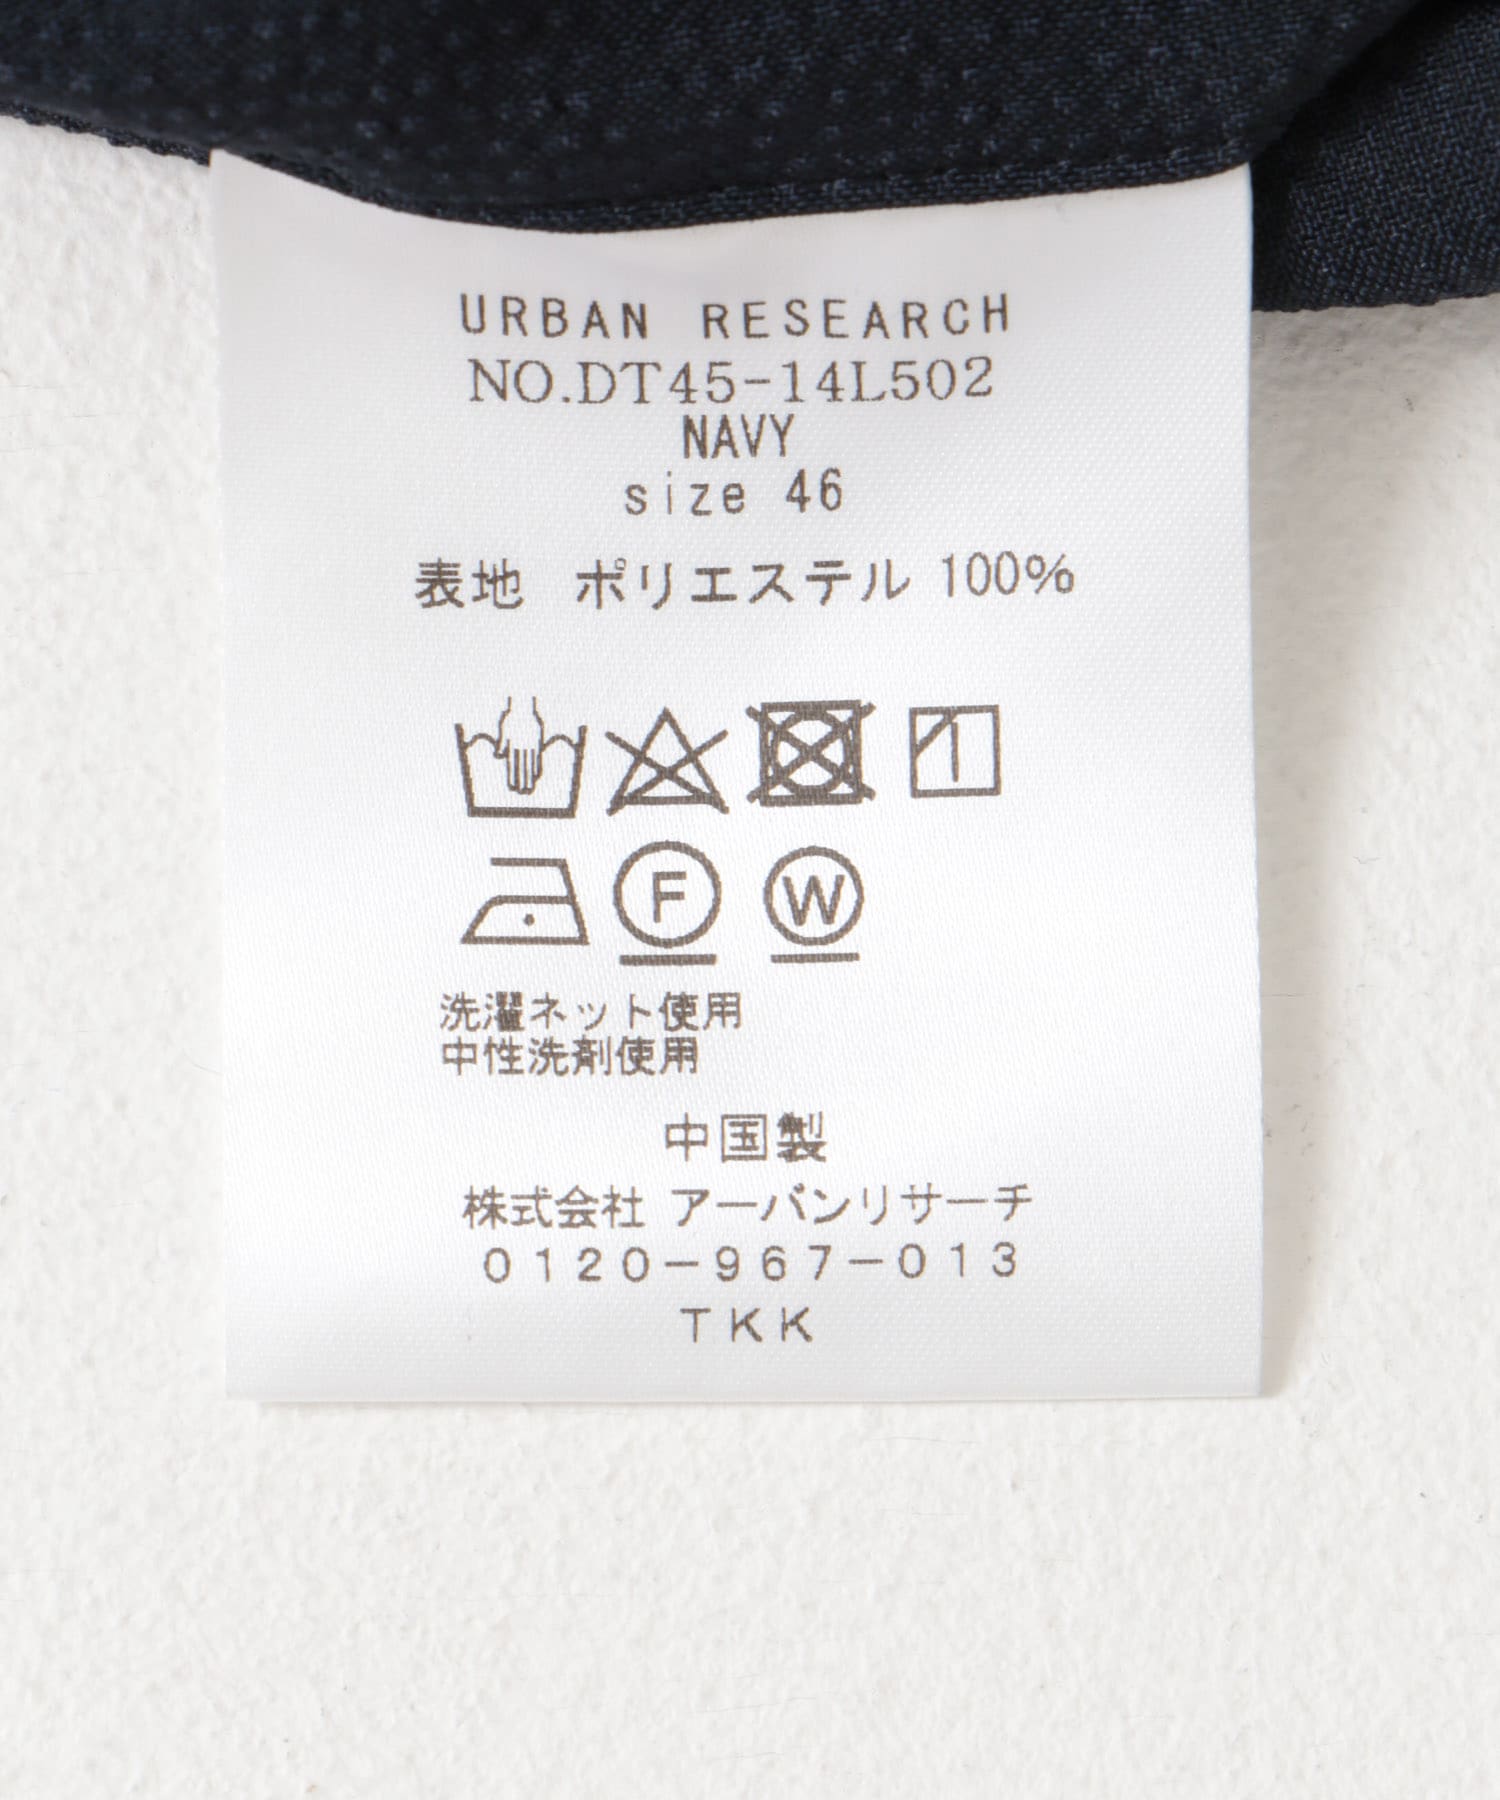 URBAN RESEARCH
NO.DT45-14L502
NAVY
size 46
表地 ポリエステル 100%
F W
洗濯ネット使用
中性洗剤使用
中国製
株式会社 アーバンリサーチ
0120-967-013
TKK